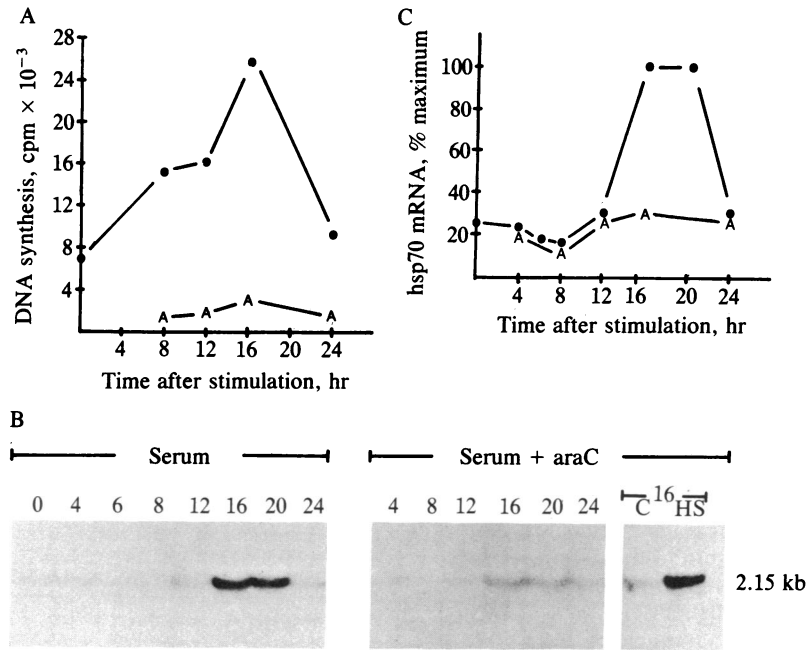 A
DNA synthesis, cpm × 10⁻³
28
24
20
16
12
8
4
A A A A
4 8 12 16 20 24
Time after stimulation, hr
C
hsp70 mRNA, % maximum
100
80
60
40
20
A A A A A
4 8 12 16 20 24
Time after stimulation, hr
B
Serum
0 4 6 8 12 16 20 24
Serum + araC
4 8 12 16 20 24
16
C HS
2.15 kb